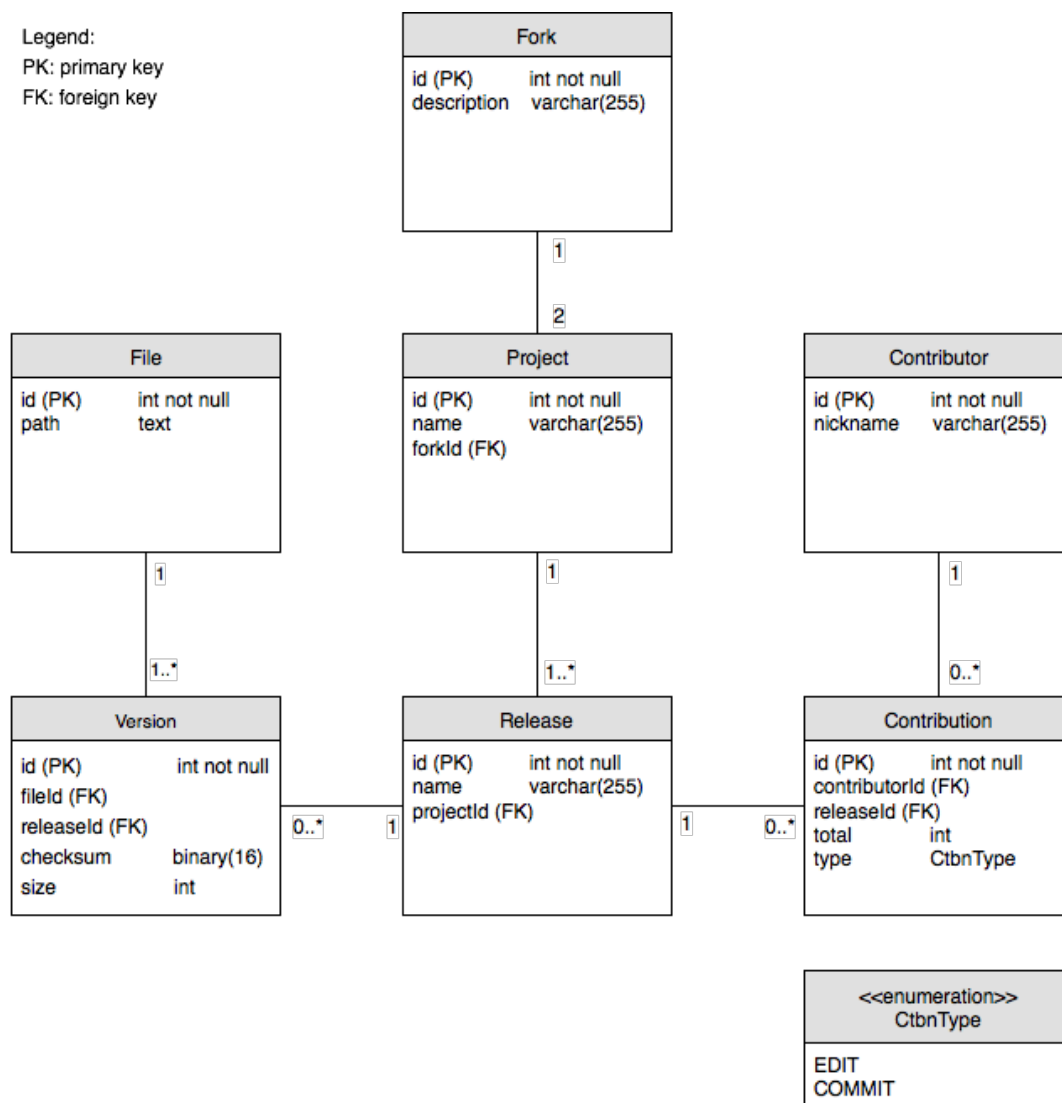 Legend:
PK: primary key
FK: foreign key
Fork
id (PK) int not null
description varchar(255)
1
2
File
id (PK) int not null
path text
Project
id (PK) int not null
name varchar(255)
forkId (FK)
Contributor
id (PK) int not null
nickname varchar(255)
1
1..*
1
1..*
1
0..*
Version
id (PK) int not null
fileId (FK)
releaseId (FK)
checksum binary(16)
size int
0..*
1
Release
id (PK) int not null
name varchar(255)
projectId (FK)
1
0..*
Contribution
id (PK) int not null
contributorId (FK)
releaseId (FK)
total int
type CtbnType
<<enumeration>>
CtbnType
EDIT
COMMIT